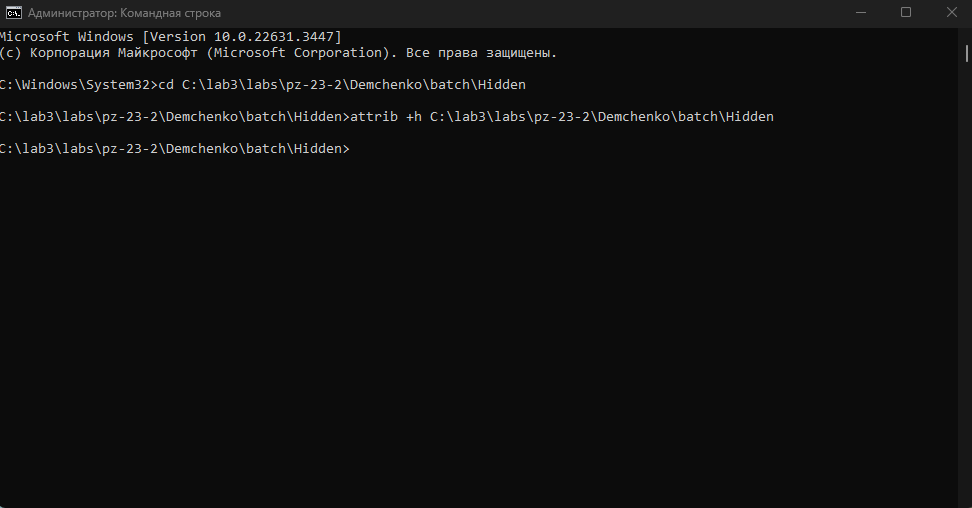 Администратор: Командная строка
Microsoft Windows [Version 10.0.22631.3447]
(c) Корпорация Майкрософт (Microsoft Corporation). Все права защищены.
C:\Windows\System32>cd C:\lab3\labs\pz-23-2\Demchenko\batch\Hidden
C:\lab3\labs\pz-23-2\Demchenko\batch\Hidden>attrib +h C:\lab3\labs\pz-23-2\Demchenko\batch\Hidden
C:\lab3\labs\pz-23-2\Demchenko\batch\Hidden>